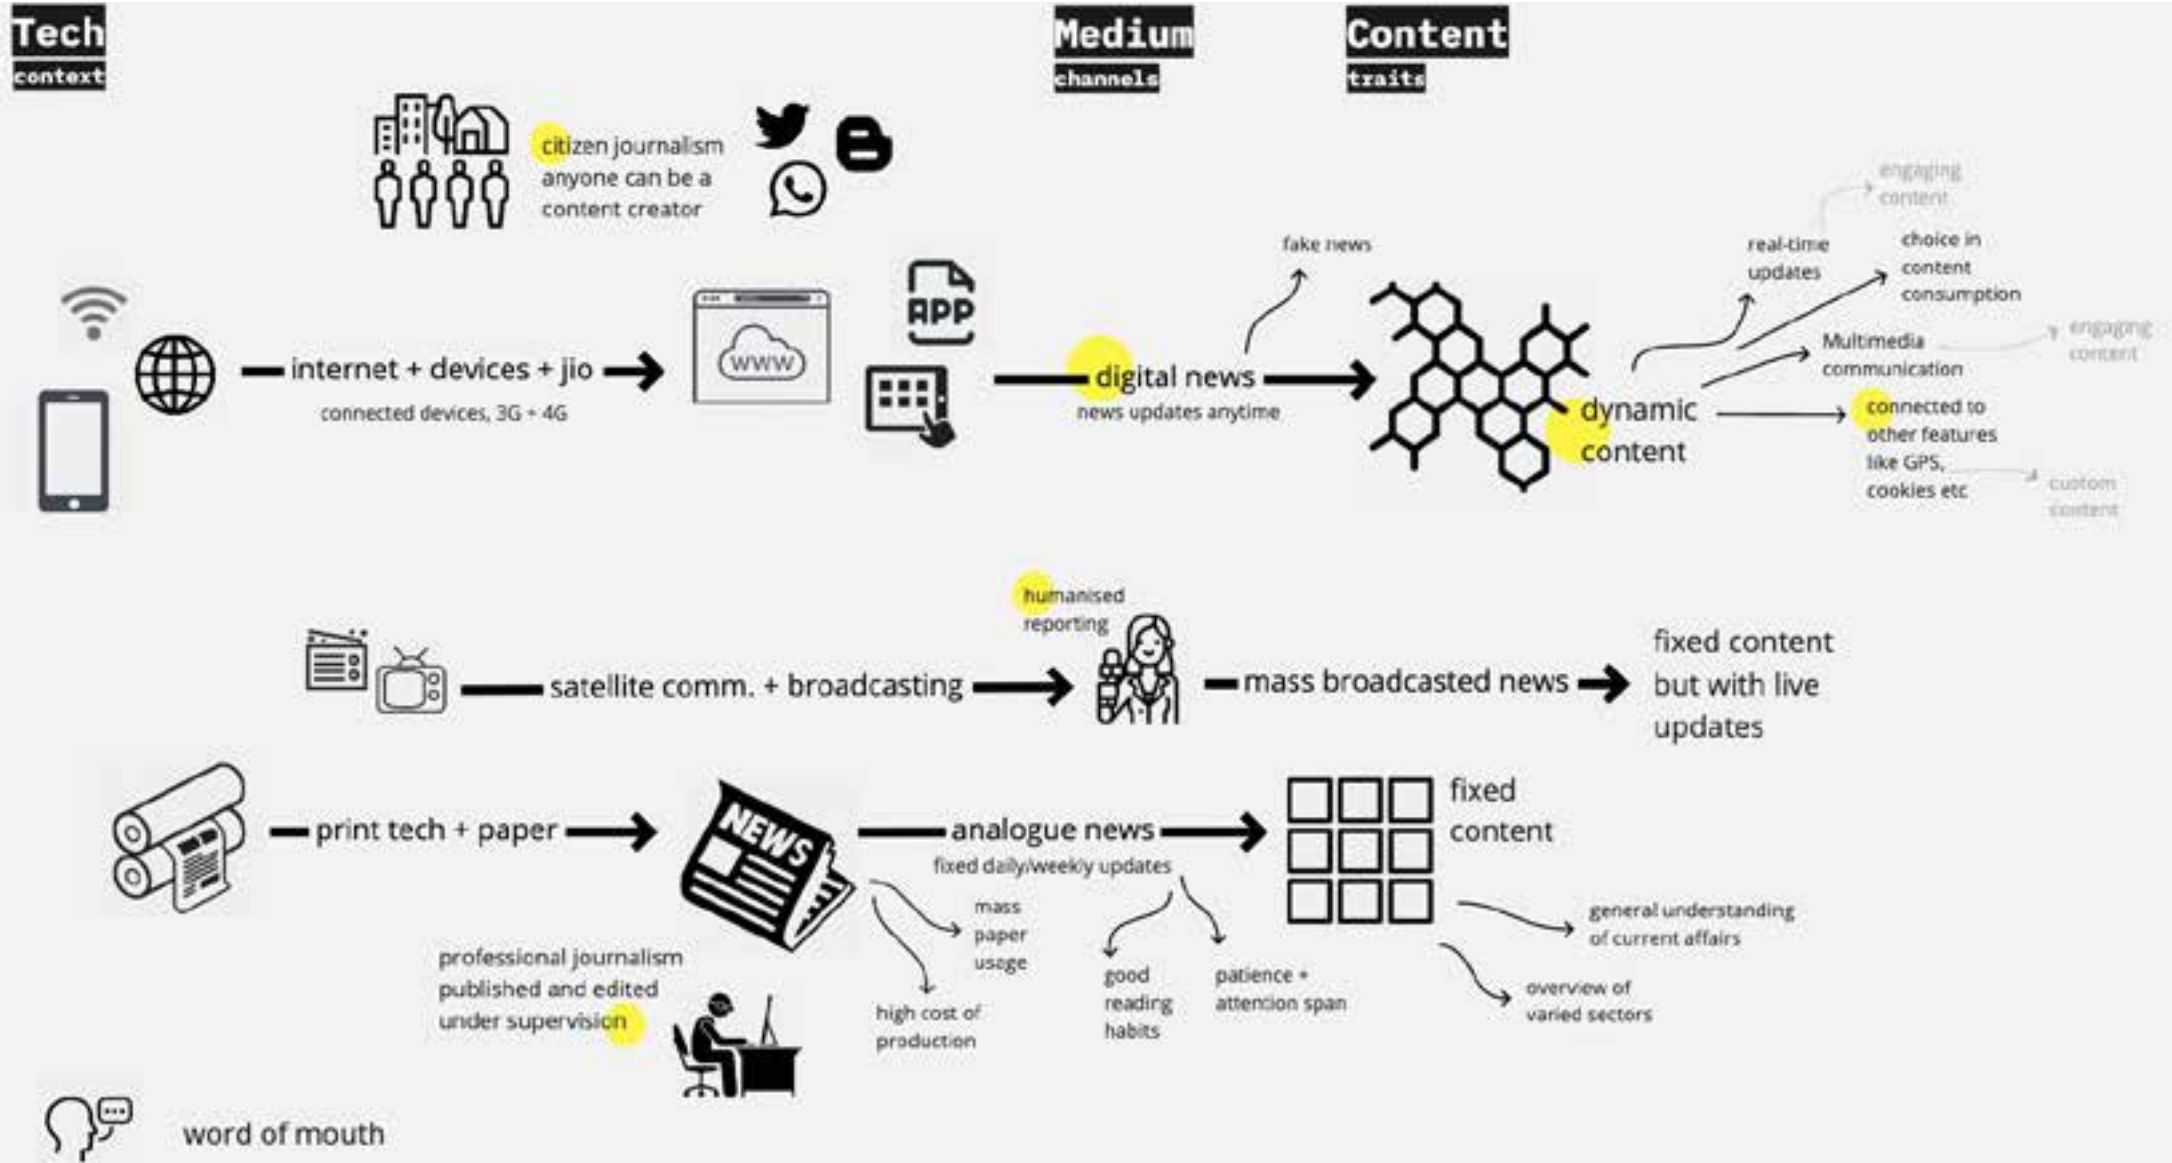 Tech
context
Medium
channels
Content
traits
citizen journalism
anyone can be a
content creator
engaging
content
fake news
real-time
updates
choice in
content
consumption
APP
www
internet + devices + jio
connected devices, 3G + 4G
digital news
news updates anytime
Multimedia
communication
engaging
content
dynamic
content
connected to
other features
like GPS,
cookies etc
custom
content
humanised
reporting
satellite comm. + broadcasting
mass broadcasted news
fixed content
but with live
updates
print tech + paper
NEWS
analogue news
fixed daily/weekly updates
fixed
content
mass
paper
usage
high cost of
production
good
reading
habits
patience +
attention span
general understanding
of current affairs
overview of
varied sectors
professional journalism
published and edited
under supervision
word of mouth